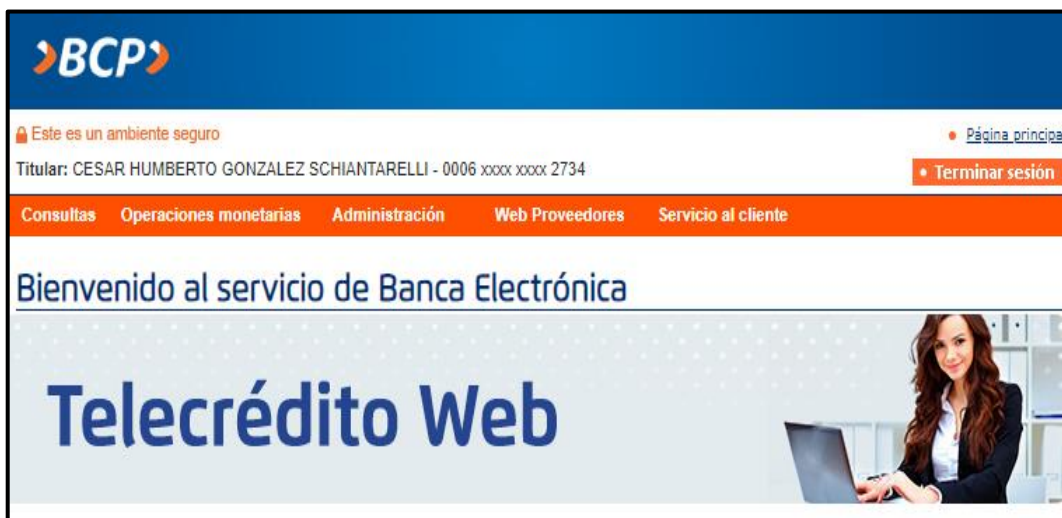 BCP
Este es un ambiente seguro
Página principa
Titular: CESAR HUMBERTO GONZALEZ SCHIANTARELLI - 0006 xxxx xxxx 2734
Terminar sesión
Consultas Operaciones monetarias Administración Web Proveedores Servicio al cliente
Bienvenido al servicio de Banca Electrónica
Telecrédito Web